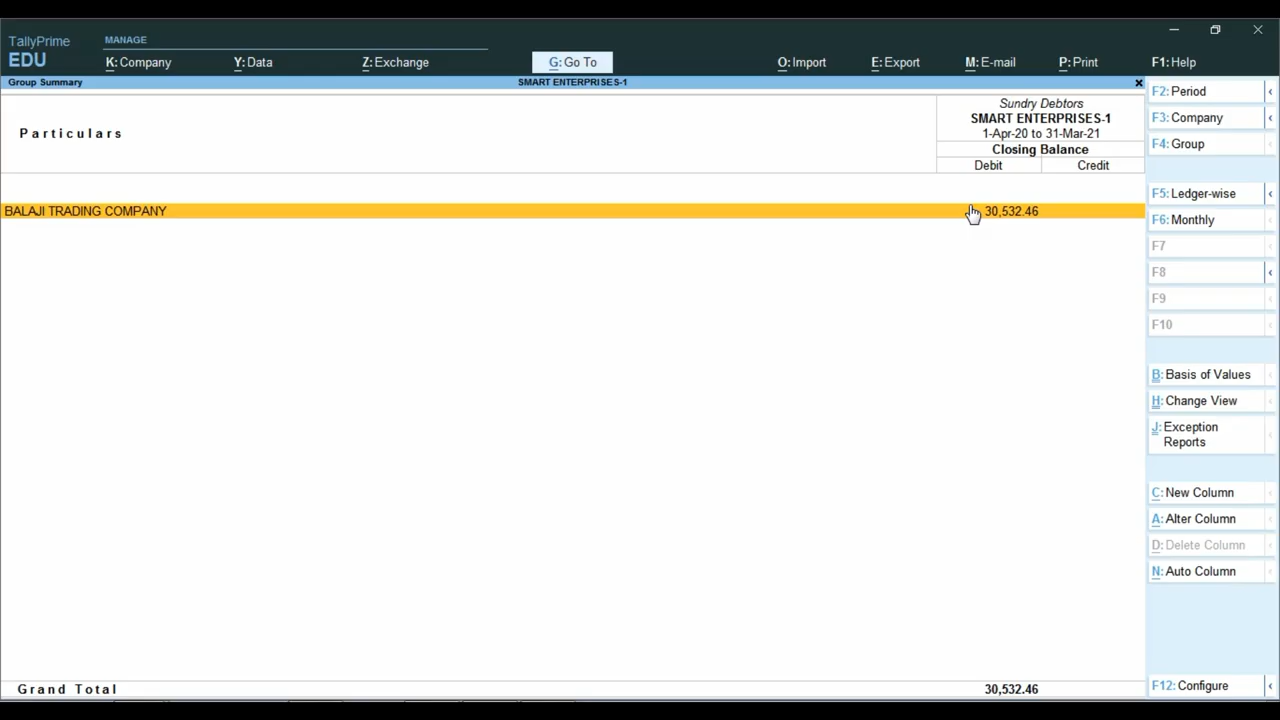 TallyPrime
EDU
MANAGE
K: Company
Y: Data
Z: Exchange
G: Go To
O: Import
E: Export
M: E-mail
P: Print
F1: Help
Group Summary
SMART ENTERPRISES-1
x
Particulars
Sundry Debtors
SMART ENTERPRISES-1
1-Apr-20 to 31-Mar-21
Closing Balance
Debit
Credit
BALAJI TRADING COMPANY
30,532.46
Grand Total
30,532.46
F2: Period
F3: Company
F4: Group
F5: Ledger-wise
F6: Monthly
F7
F8
F9
F10
B: Basis of Values
H: Change View
J: Exception
Reports
C: New Column
A: Alter Column
D: Delete Column
N: Auto Column
F12: Configure